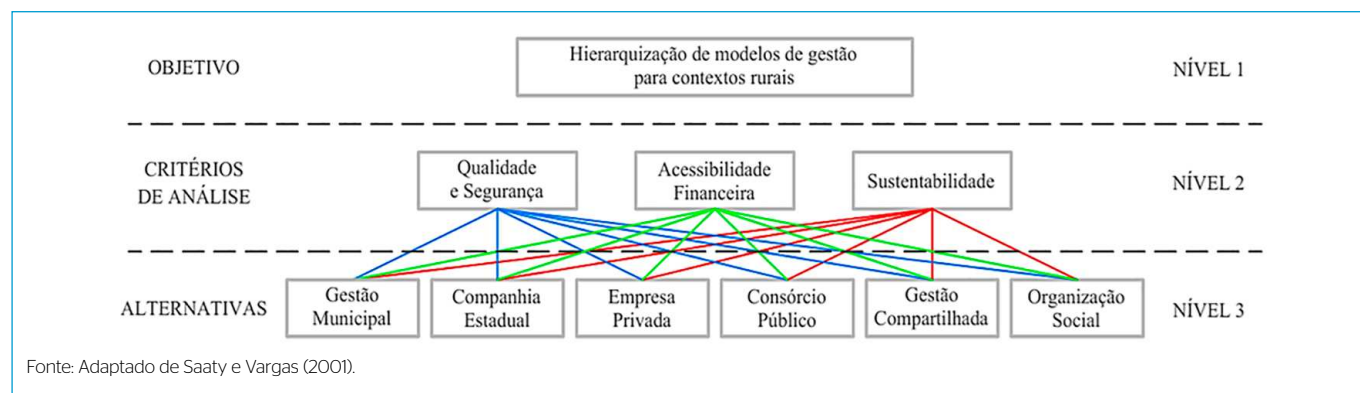 OBJETIVO
Hierarquização de modelos de gestão
para contextos rurais
NÍVEL 1
CRITÉRIOS
DE ANÁLISE
Qualidade
e Segurança
Acessibilidade
Financeira
Sustentabilidade
NÍVEL 2
ALTERNATIVAS
Gestão
Municipal
Companhia
Estadual
Empresa
Privada
Consórcio
Público
Gestão
Compartilhada
Organização
Social
NÍVEL 3
Fonte: Adaptado de Saaty e Vargas (2001).